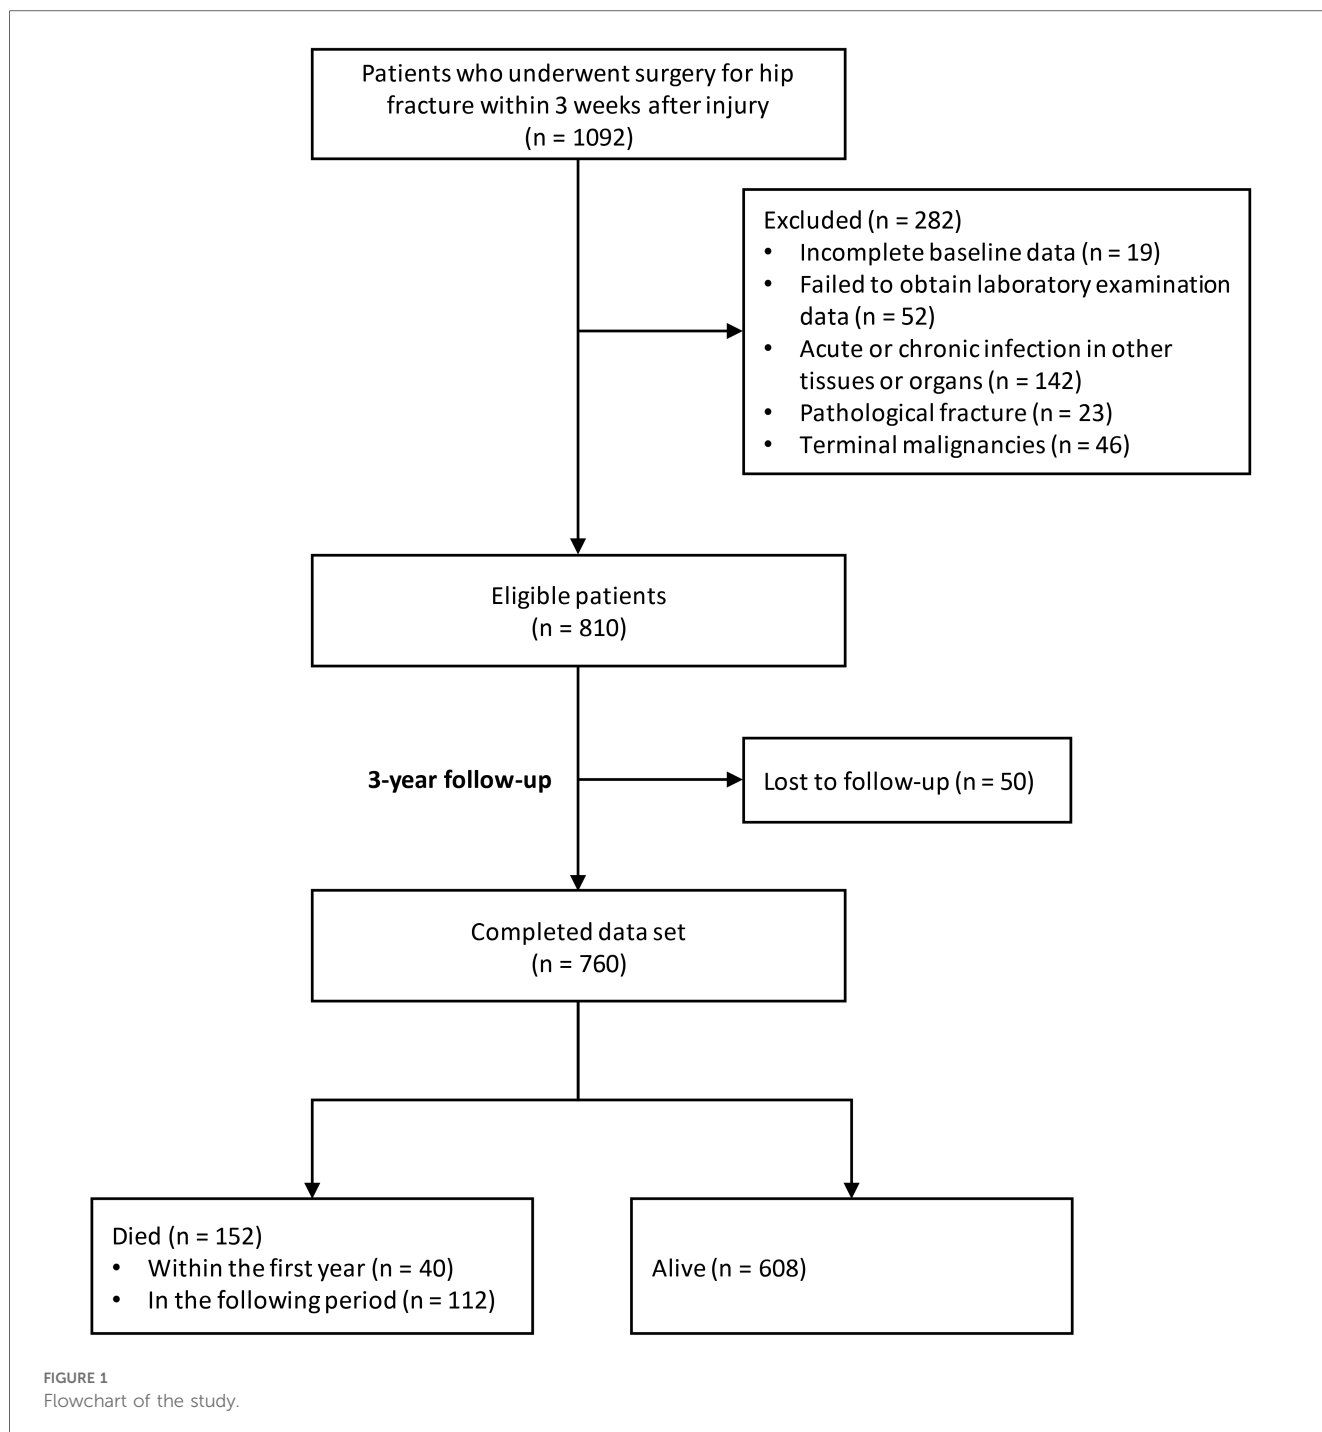 Patients who underwent surgery for hip
fracture within 3 weeks after injury
(n = 1092)
Excluded (n = 282)
• Incomplete baseline data (n = 19)
• Failed to obtain laboratory examination
data (n = 52)
• Acute or chronic infection in other
tissues or organs (n = 142)
• Pathological fracture (n = 23)
• Terminal malignancies (n = 46)
Eligible patients
(n = 810)
3-year follow-up
Lost to follow-up (n = 50)
Completed data set
(n = 760)
Died (n = 152)
• Within the first year (n = 40)
• In the following period (n = 112)
Alive (n = 608)
FIGURE 1
Flowchart of the study.